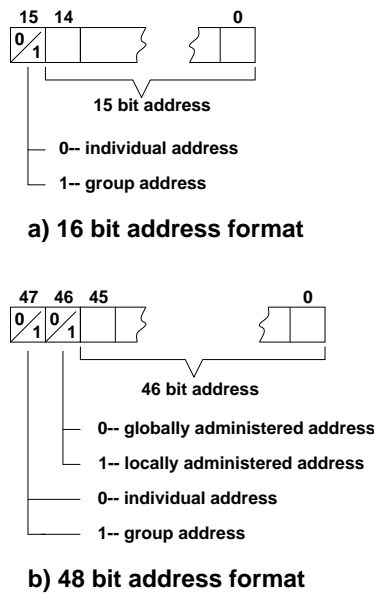 15 14 0
0/1
15 bit address
0-- individual address
1-- group address
a) 16 bit address format
47 46 45 0
0/1 0/1
46 bit address
0-- globally administered address
1-- locally administered address
0-- individual address
1-- group address
b) 48 bit address format